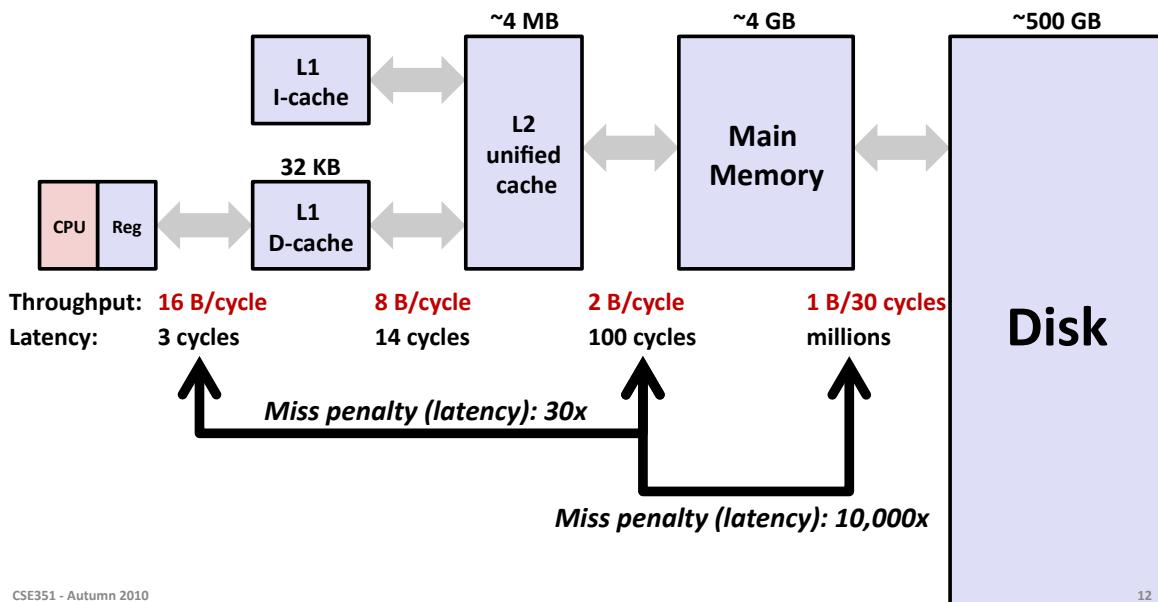 ~4 MB
~4 GB
~500 GB
L1
I-cache
L2
unified
cache
Main
Memory
32 KB
CPU
Reg
L1
D-cache
Throughput: 16 B/cycle 8 B/cycle 2 B/cycle 1 B/30 cycles
Latency: 3 cycles 14 cycles 100 cycles millions
Disk
Miss penalty (latency): 30x
Miss penalty (latency): 10,000x
CSE351 - Autumn 2010
12